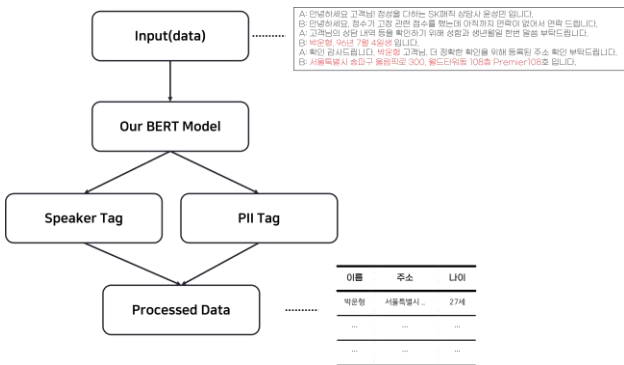 Input(data)
A: 안녕하세요 고객님! 정성을 다하는 SK매직 상담사 윤성민 입니다.
B: 안녕하세요, 정수기 고장 관련 접수를 했는데 아직까지 연락이 없어서 연락 드립니다.
A: 고객님의 상담 내역 등을 확인하기 위해 성함과 생년월일 한번 말씀 부탁드립니다.
B: 박운형, 96년 7월 4일생 입니다.
A: 확인 감사드립니다. 박운형 고객님, 더 정확한 확인을 위해 등록된 주소 확인 부탁드립니다.
B: 서울특별시 송파구 올림픽로 300, 월드타워동 108층 Premier108호 입니다.
Our BERT Model
Speaker Tag
PII Tag
Processed Data
이름 주소 나이
박운형 서울특별시 .. 27세
... ... ...
... ... ...